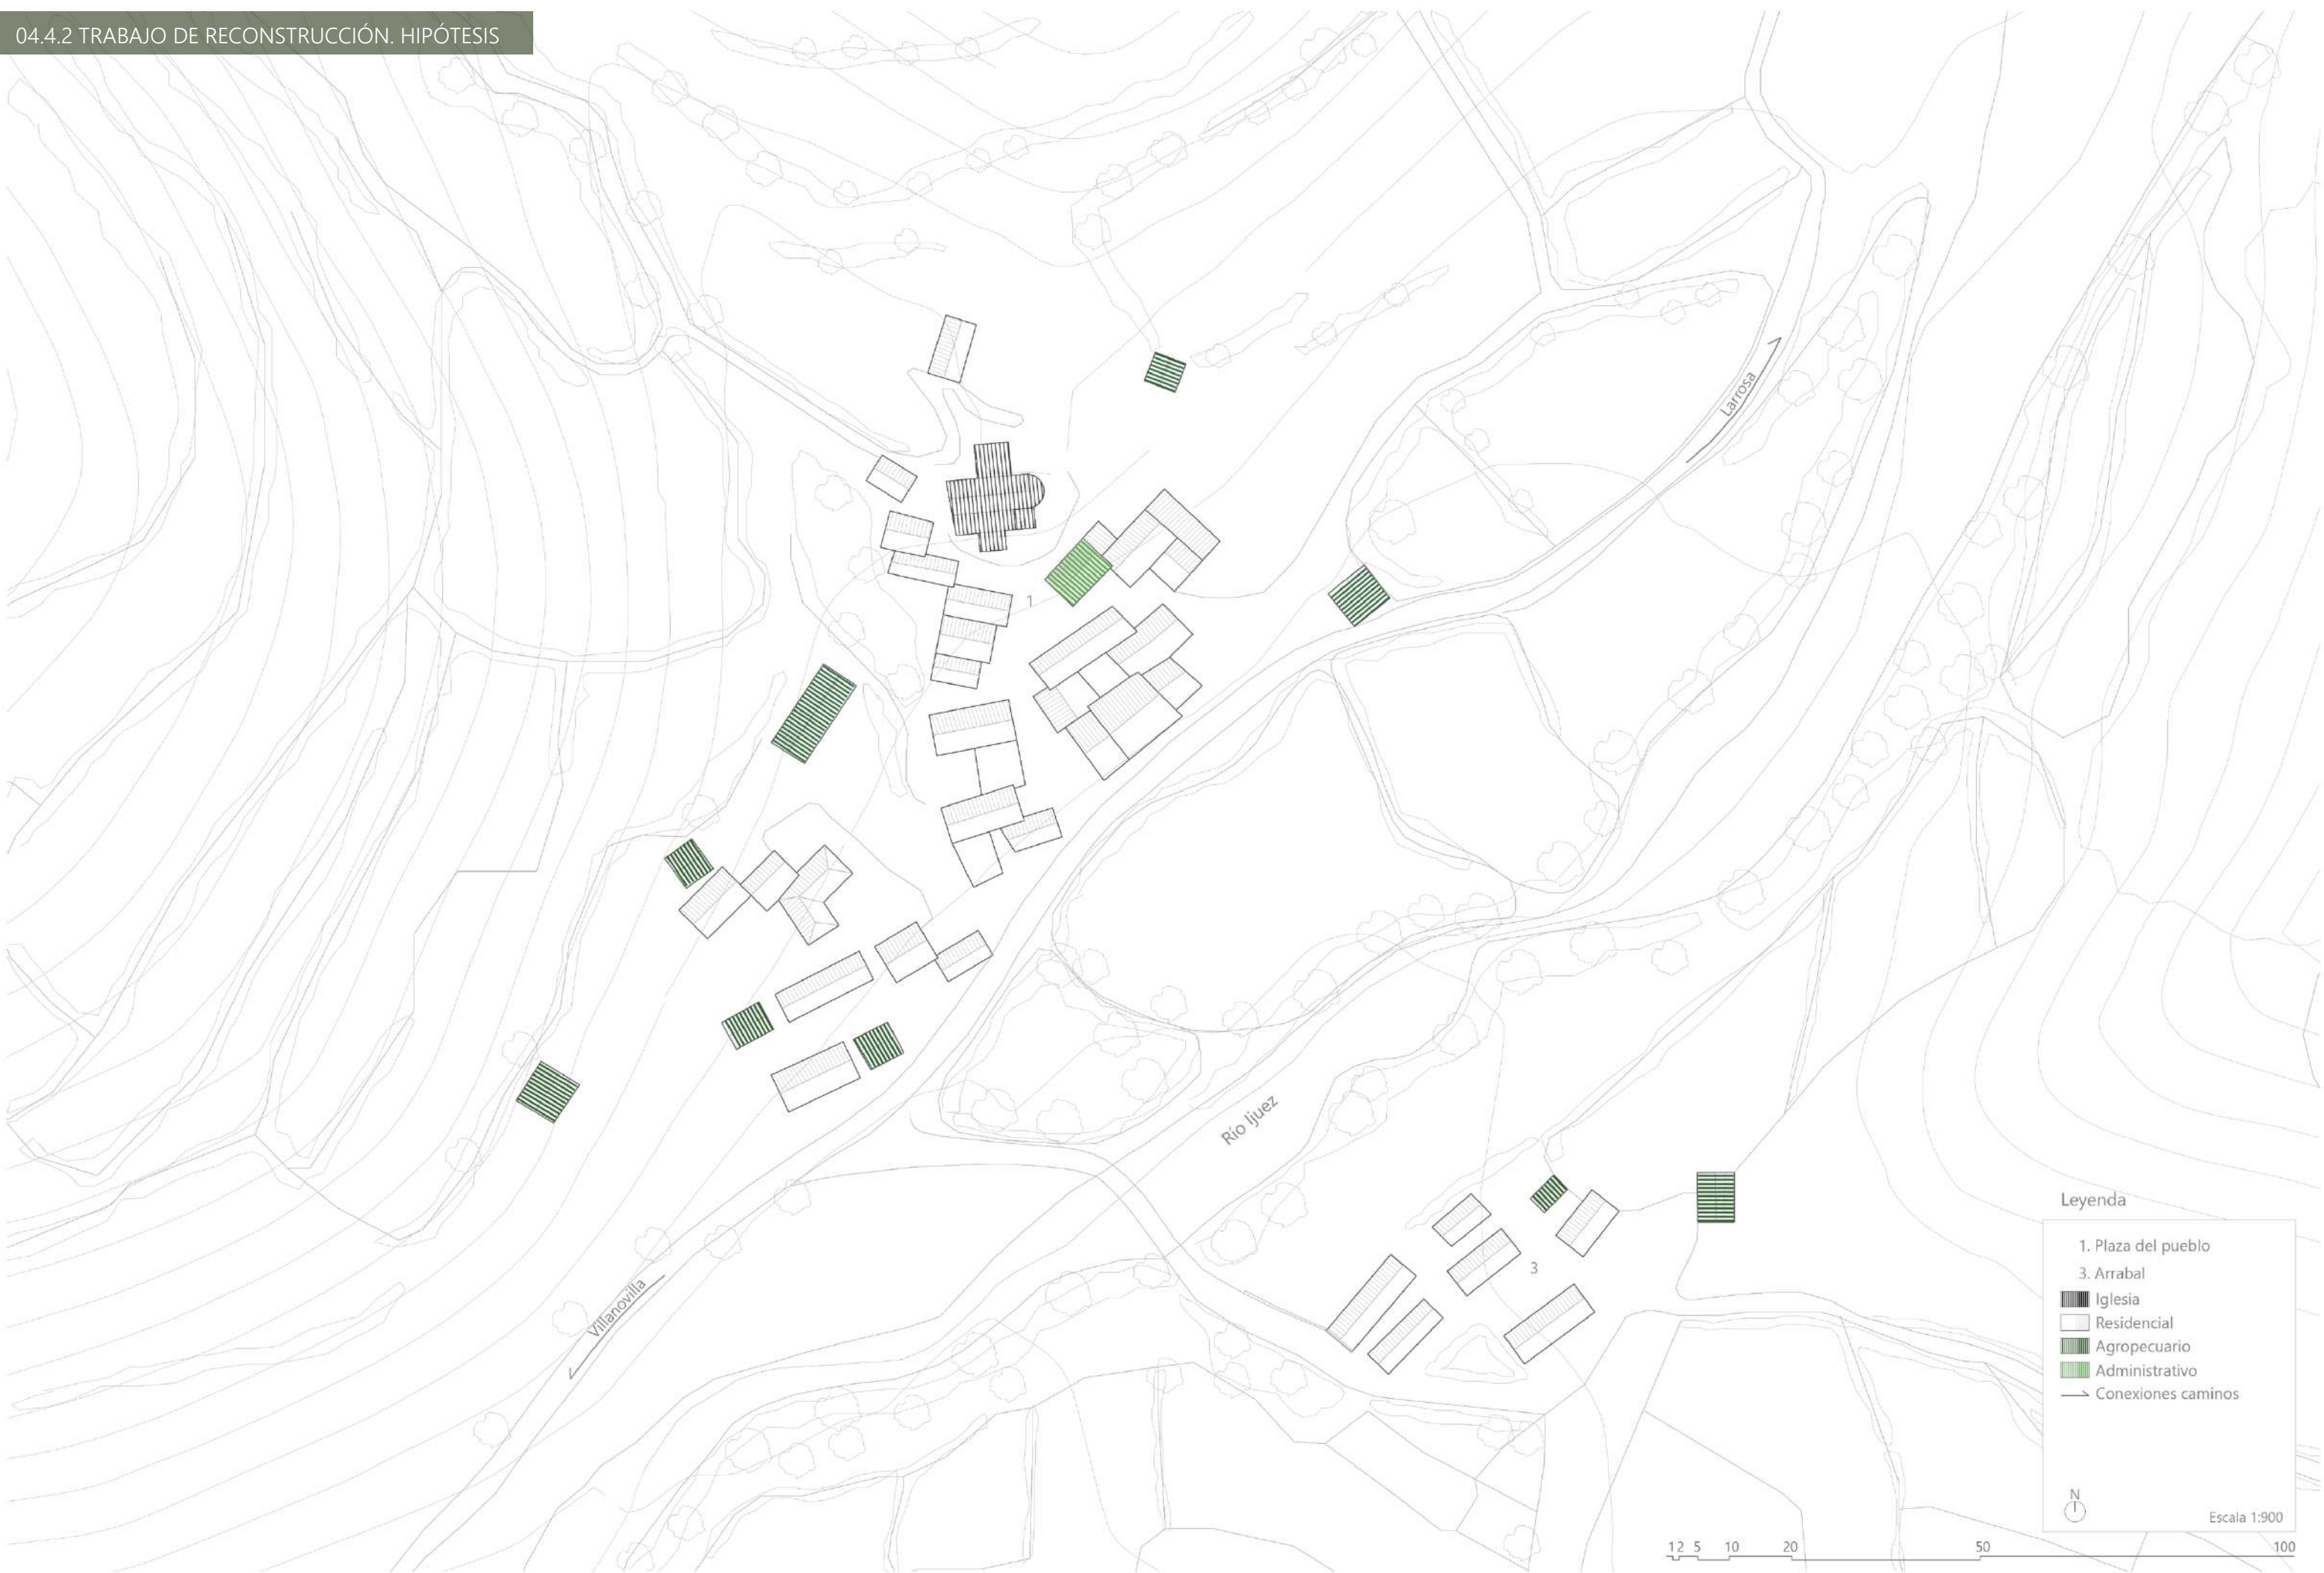 04.4.2 TRABAJO DE RECONSTRUCCIÓN. HIPÓTESIS
Larrosa
1
Río Ijuez
3
Villanovilla
Leyenda
1. Plaza del pueblo
3. Arrabal
Iglesia
Residencial
Agropecuario
Administrativo
Conexiones caminos
N
Escala 1:900
1 2 5 10 20 50 100